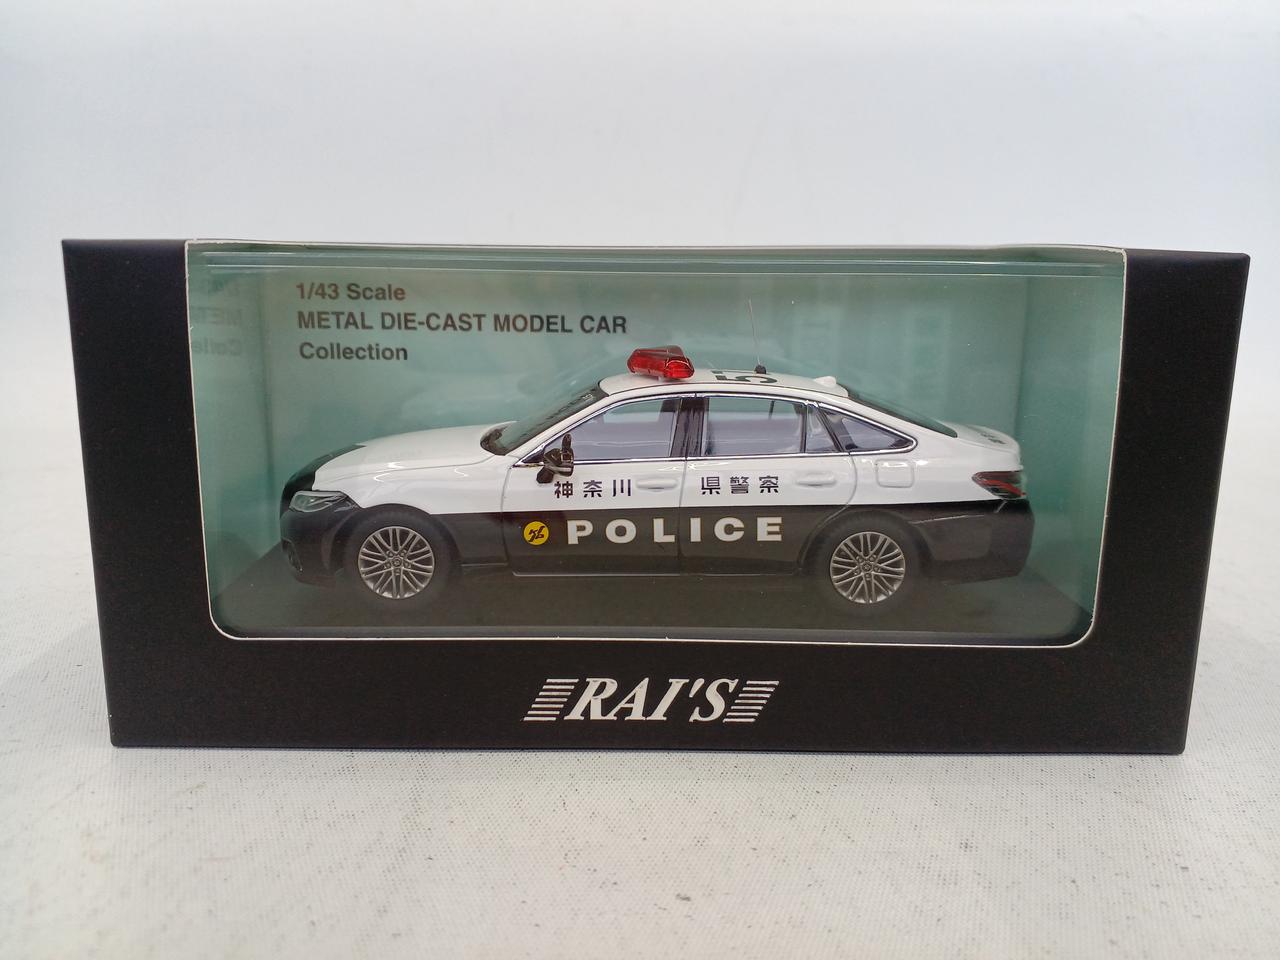 1/43 Scale
METAL DIE-CAST MODEL CAR
Collection
神奈川 県警察
POLICE
RAI'S